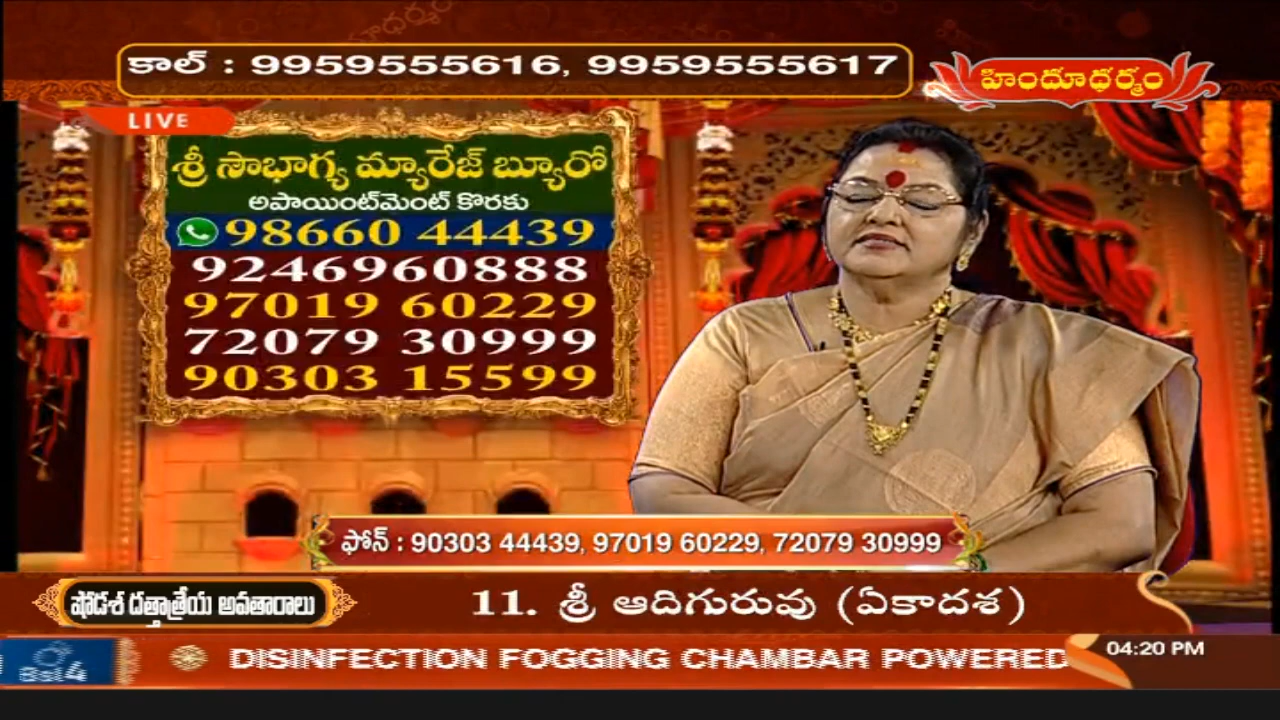 కాల్ : 9959555616, 9959555617
హిందూధర్మం
LIVE
శ్రీ సౌభాగ్య మ్యారేజ్ బ్యూరో
అపాయింట్‌మెంట్ కొరకు
98660 44439
9246960888
97019 60229
72079 30999
90303 15599
ఫోన్ : 90303 44439, 97019 60229, 72079 30999
షోడశ దత్తాత్రేయ అవతారాలు
11. శ్రీ ఆదిగురువు (ఏకాదశ)
DISINFECTION FOGGING CHAMBAR POWERED
04:20 PM